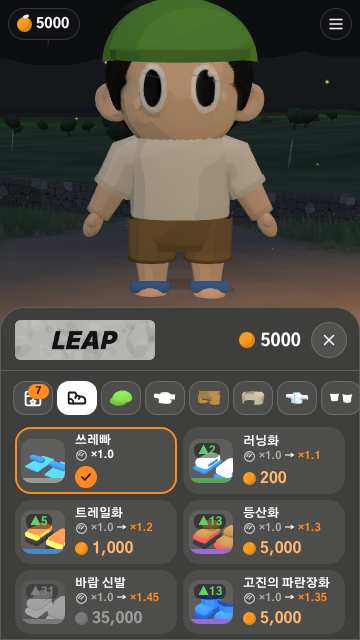 5000
LEAP
5000
7
쓰레빠
×1.0
▲2
러닝화
×1.0 → ×1.1
200
▲5
트레일화
×1.0 → ×1.2
1,000
▲13
등산화
×1.0 → ×1.3
5,000
바람 신발
×1.0 → ×1.45
35,000
▲13
고진의 파란장화
×1.0 → ×1.35
5,000